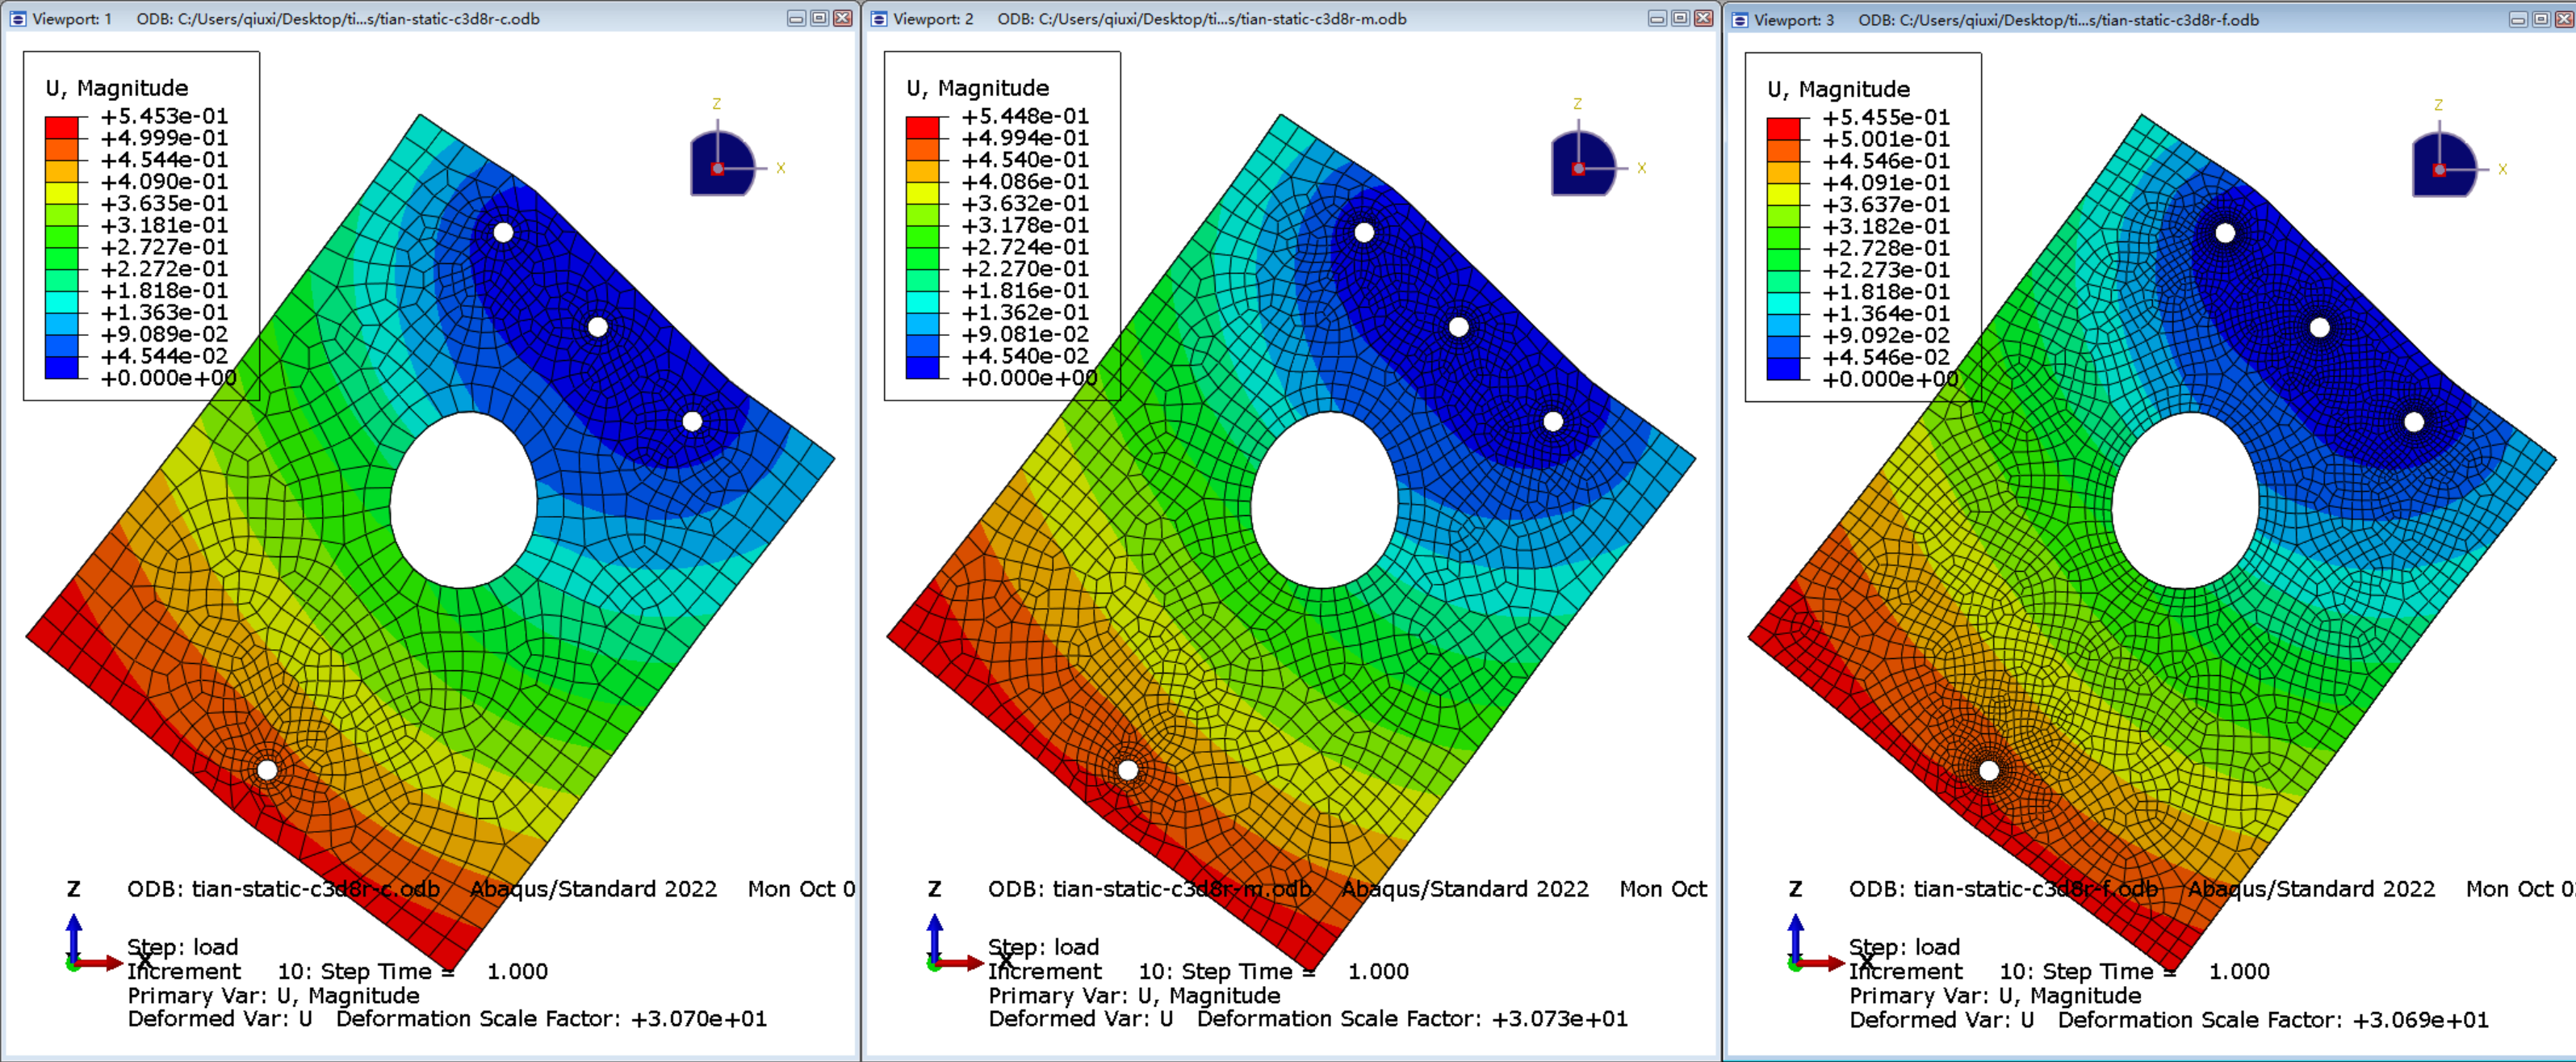 Viewport: 1 ODB: C:/Users/qiuxi/Desktop/ti...s/tian-static-c3d8r-c.odb
U, Magnitude
+5.453e-01
+4.999e-01
+4.544e-01
+4.090e-01
+3.635e-01
+3.181e-01
+2.727e-01
+2.272e-01
+1.818e-01
+1.363e-01
+9.089e-02
+4.544e-02
+0.000e+00
Z
X
Z
X
ODB: tian-static-c3d8r-c.odb Abaqus/Standard 2022 Mon Oct 0
Step: load
Increment 10: Step Time = 1.000
Primary Var: U, Magnitude
Deformed Var: U Deformation Scale Factor: +3.070e+01
Viewport: 2 ODB: C:/Users/qiuxi/Desktop/ti...s/tian-static-c3d8r-m.odb
U, Magnitude
+5.448e-01
+4.994e-01
+4.540e-01
+4.086e-01
+3.632e-01
+3.178e-01
+2.724e-01
+2.270e-01
+1.816e-01
+1.362e-01
+9.081e-02
+4.540e-02
+0.000e+00
Z
X
Z
X
ODB: tian-static-c3d8r-m.odb Abaqus/Standard 2022 Mon Oct
Step: load
Increment 10: Step Time = 1.000
Primary Var: U, Magnitude
Deformed Var: U Deformation Scale Factor: +3.073e+01
Viewport: 3 ODB: C:/Users/qiuxi/Desktop/ti...s/tian-static-c3d8r-f.odb
U, Magnitude
+5.455e-01
+5.001e-01
+4.546e-01
+4.091e-01
+3.637e-01
+3.182e-01
+2.728e-01
+2.273e-01
+1.818e-01
+1.364e-01
+9.092e-02
+4.546e-02
+0.000e+00
Z
X
Z
X
ODB: tian-static-c3d8r-f.odb Abaqus/Standard 2022 Mon Oct 0
Step: load
Increment 10: Step Time = 1.000
Primary Var: U, Magnitude
Deformed Var: U Deformation Scale Factor: +3.069e+01